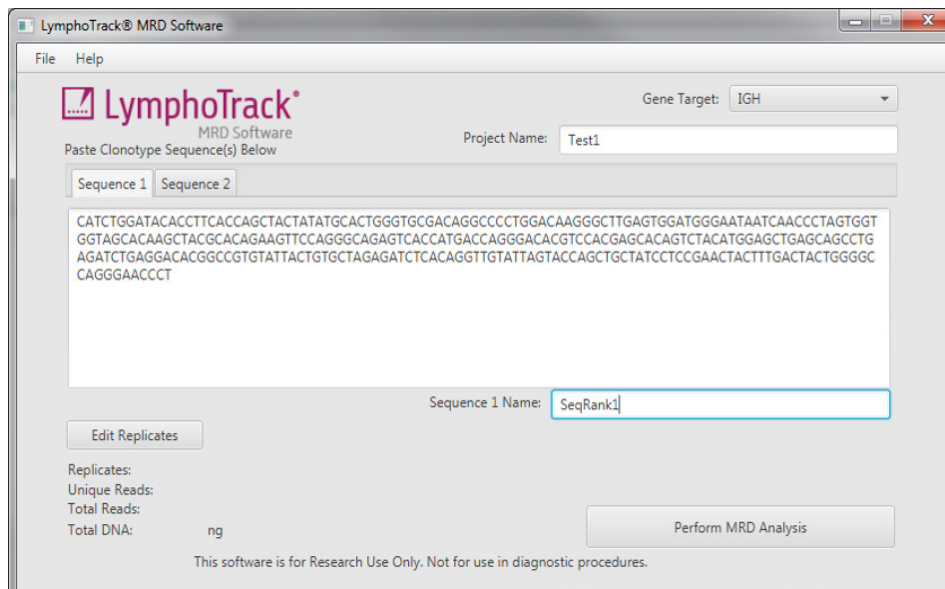 LymphoTrack® MRD Software
File Help
LymphoTrack®
MRD Software
Gene Target: IGH
Project Name: Test1
Paste Clonotype Sequence(s) Below
Sequence 1 Sequence 2
CATCTGGATACACCTTCACCAGCTACTATATGCACTGGGTGCGACAGGCCCCTGGACAAGGGCTTGAGTGGATGGGAATAATCAACCCTAGTGGT
GGTAGCACAAGCTACGCACAGAAGTTCCAGGGCAGAGTCACCATGACCAGGGACACGTCCACGAGCACAGTCTACATGGAGCTGAGCAGCCTG
AGATCTGAGGACACGGCCGTGTATTACTGTGCTAGAGATCTCACAGGTTGTATTAGTACCAGCTGCTATCCTCCGAACTACTTTGACTACTGGGGC
CAGGGAACCCT
Sequence 1 Name: SeqRank1
Edit Replicates
Replicates:
Unique Reads:
Total Reads:
Total DNA: ng
Perform MRD Analysis
This software is for Research Use Only. Not for use in diagnostic procedures.